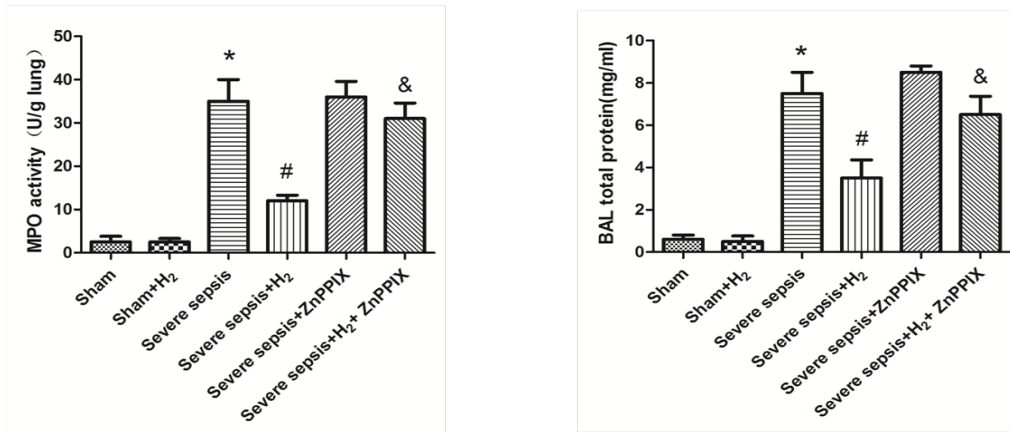 MPO activity（U/g lung）
50
40
30
20
10
0
*
#
&
Sham
Sham+H₂
Severe sepsis
Severe sepsis+H₂
Severe sepsis+ZnPPIX
Severe sepsis+H₂+ ZnPPIX
BAL total protein(mg/ml)
10
8
6
4
2
0
*
#
&
Sham
Sham+H₂
Severe sepsis
Severe sepsis+H₂
Severe sepsis+ZnPPIX
Severe sepsis+H₂+ ZnPPIX